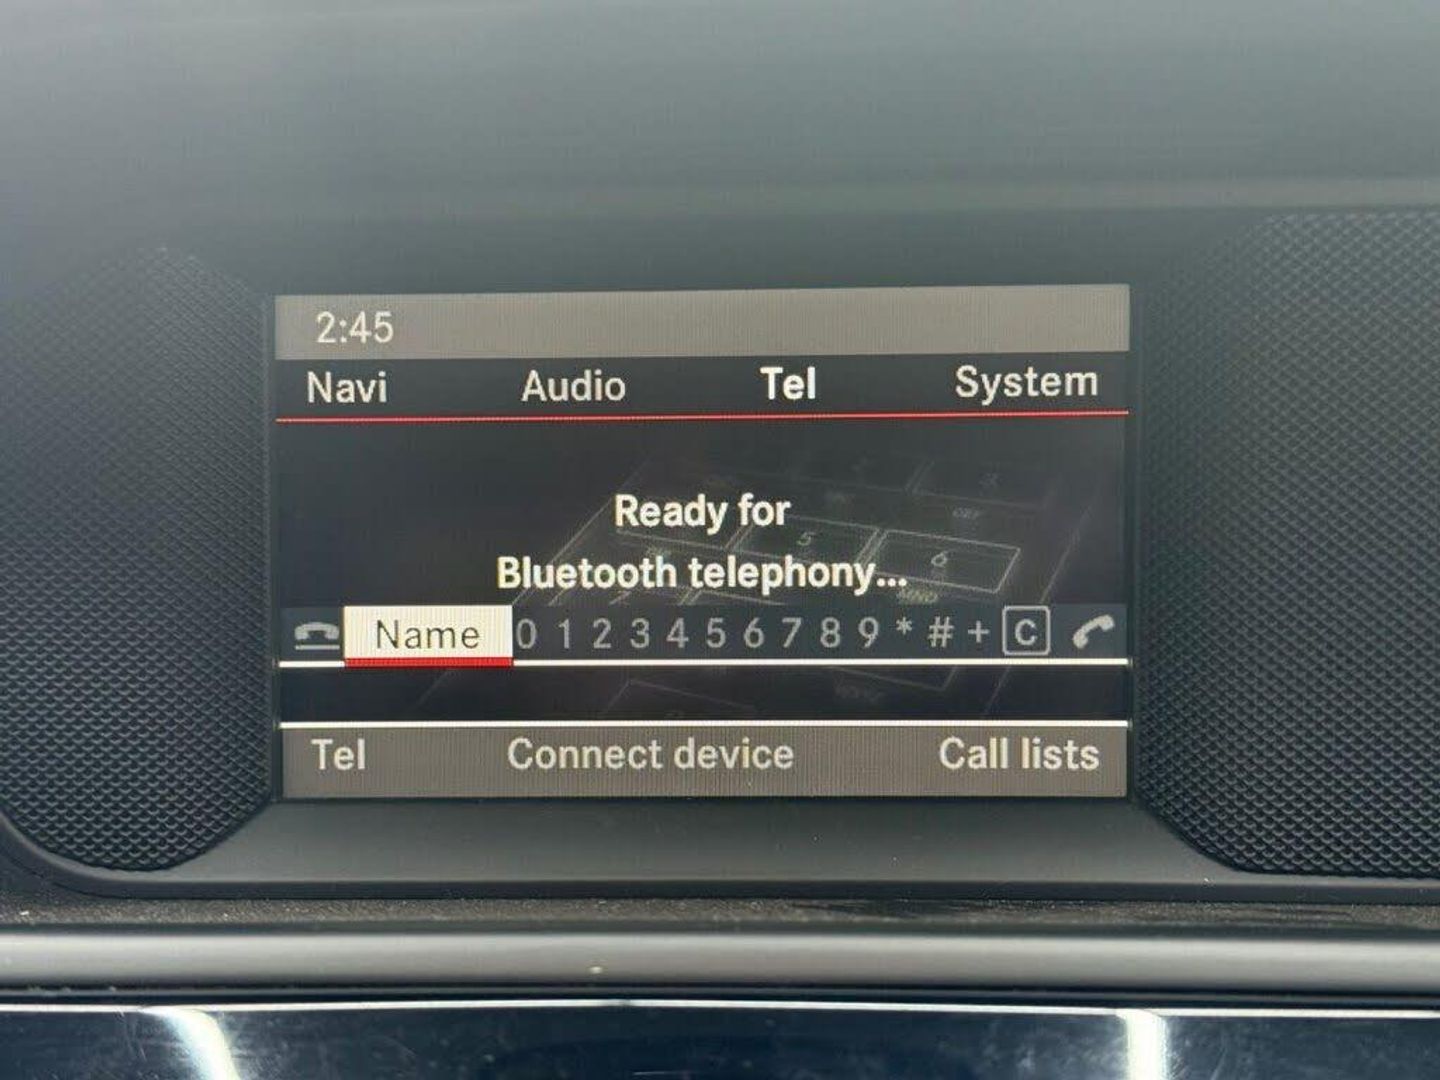 2:45
Navi Audio Tel System
Ready for
Bluetooth telephony...
Name 0 1 2 3 4 5 6 7 8 9 * # + C
Tel Connect device Call lists